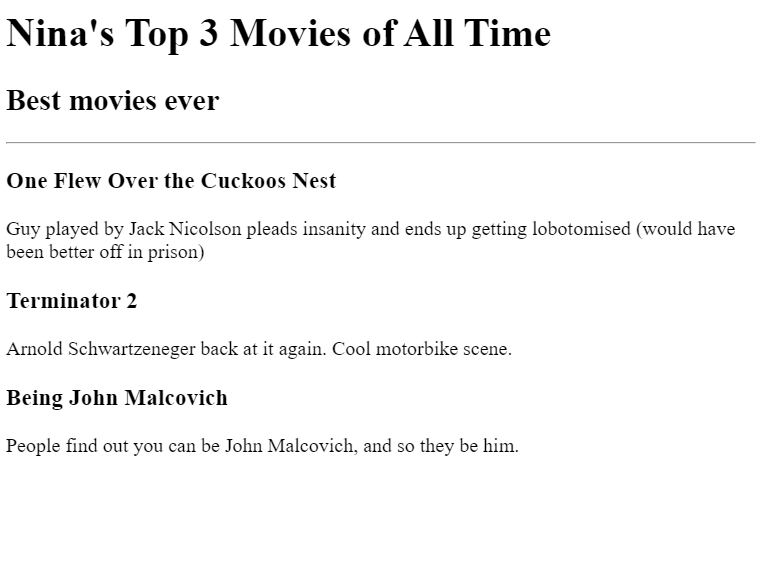 Nina's Top 3 Movies of All Time
Best movies ever
One Flew Over the Cuckoos Nest
Guy played by Jack Nicolson pleads insanity and ends up getting lobotomised (would have
been better off in prison)
Terminator 2
Arnold Schwartzeneger back at it again. Cool motorbike scene.
Being John Malcovich
People find out you can be John Malcovich, and so they be him.